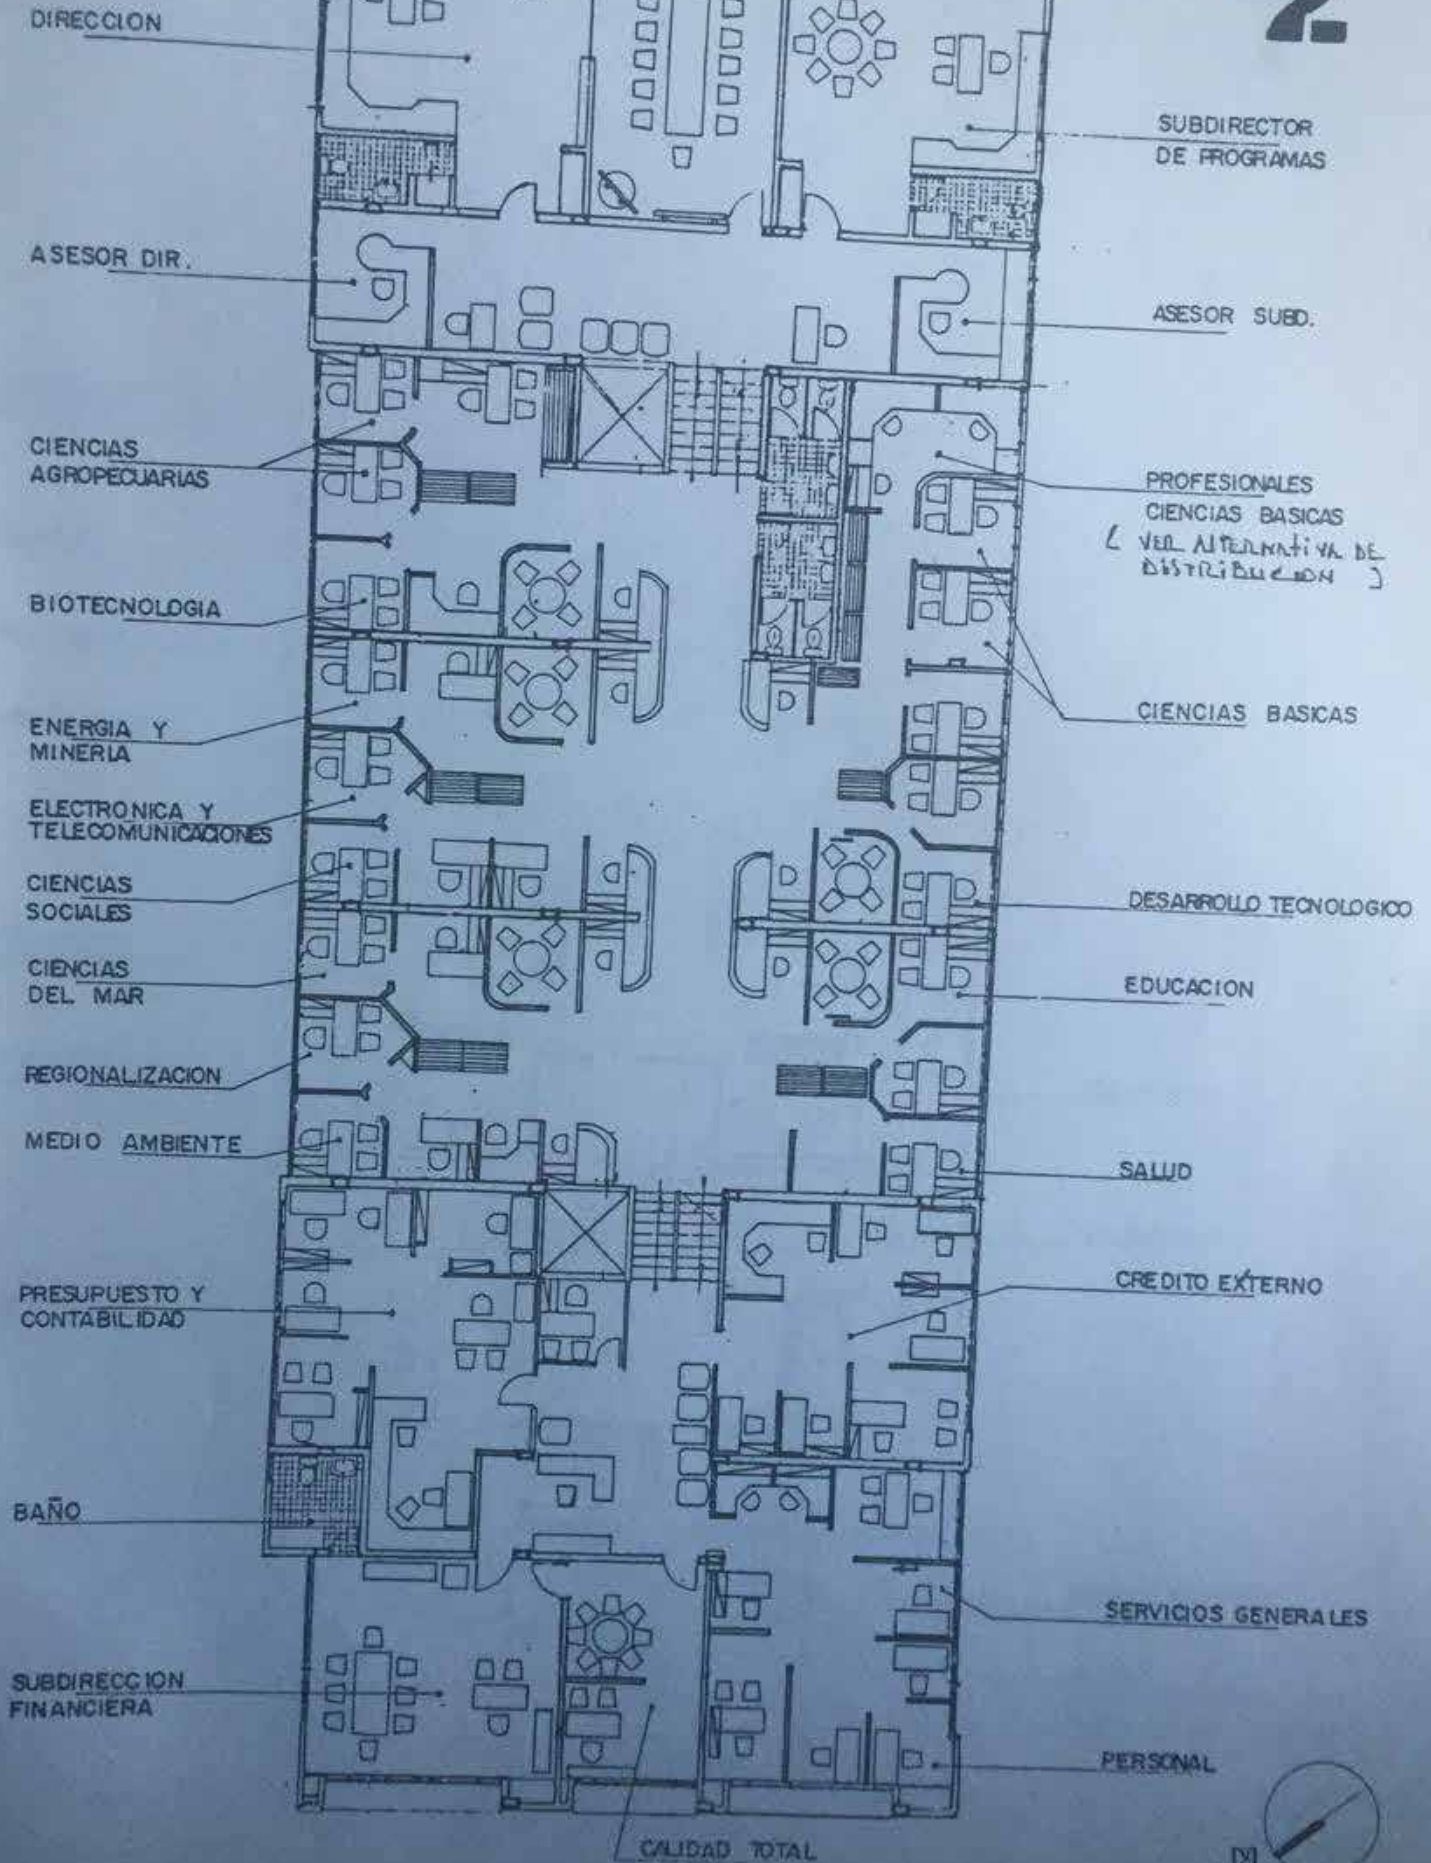 2
DIRECCION
SUBDIRECTOR
DE PROGRAMAS
ASESOR DIR.
ASESOR SUBD.
CIENCIAS
AGROPECUARIAS
PROFESIONALES
CIENCIAS BASICAS
( VER ALTERNATIVA DE
DISTRIBUCION )
BIOTECNOLOGIA
CIENCIAS BASICAS
ENERGIA Y
MINERIA
ELECTRONICA Y
TELECOMUNICACIONES
CIENCIAS
SOCIALES
DESARROLLO TECNOLOGICO
CIENCIAS
DEL MAR
EDUCACION
REGIONALIZACION
MEDIO AMBIENTE
SALUD
PRESUPUESTO Y
CONTABILIDAD
CREDITO EXTERNO
BAÑO
SERVICIOS GENERALES
SUBDIRECCION
FINANCIERA
PERSONAL
CALIDAD TOTAL
N